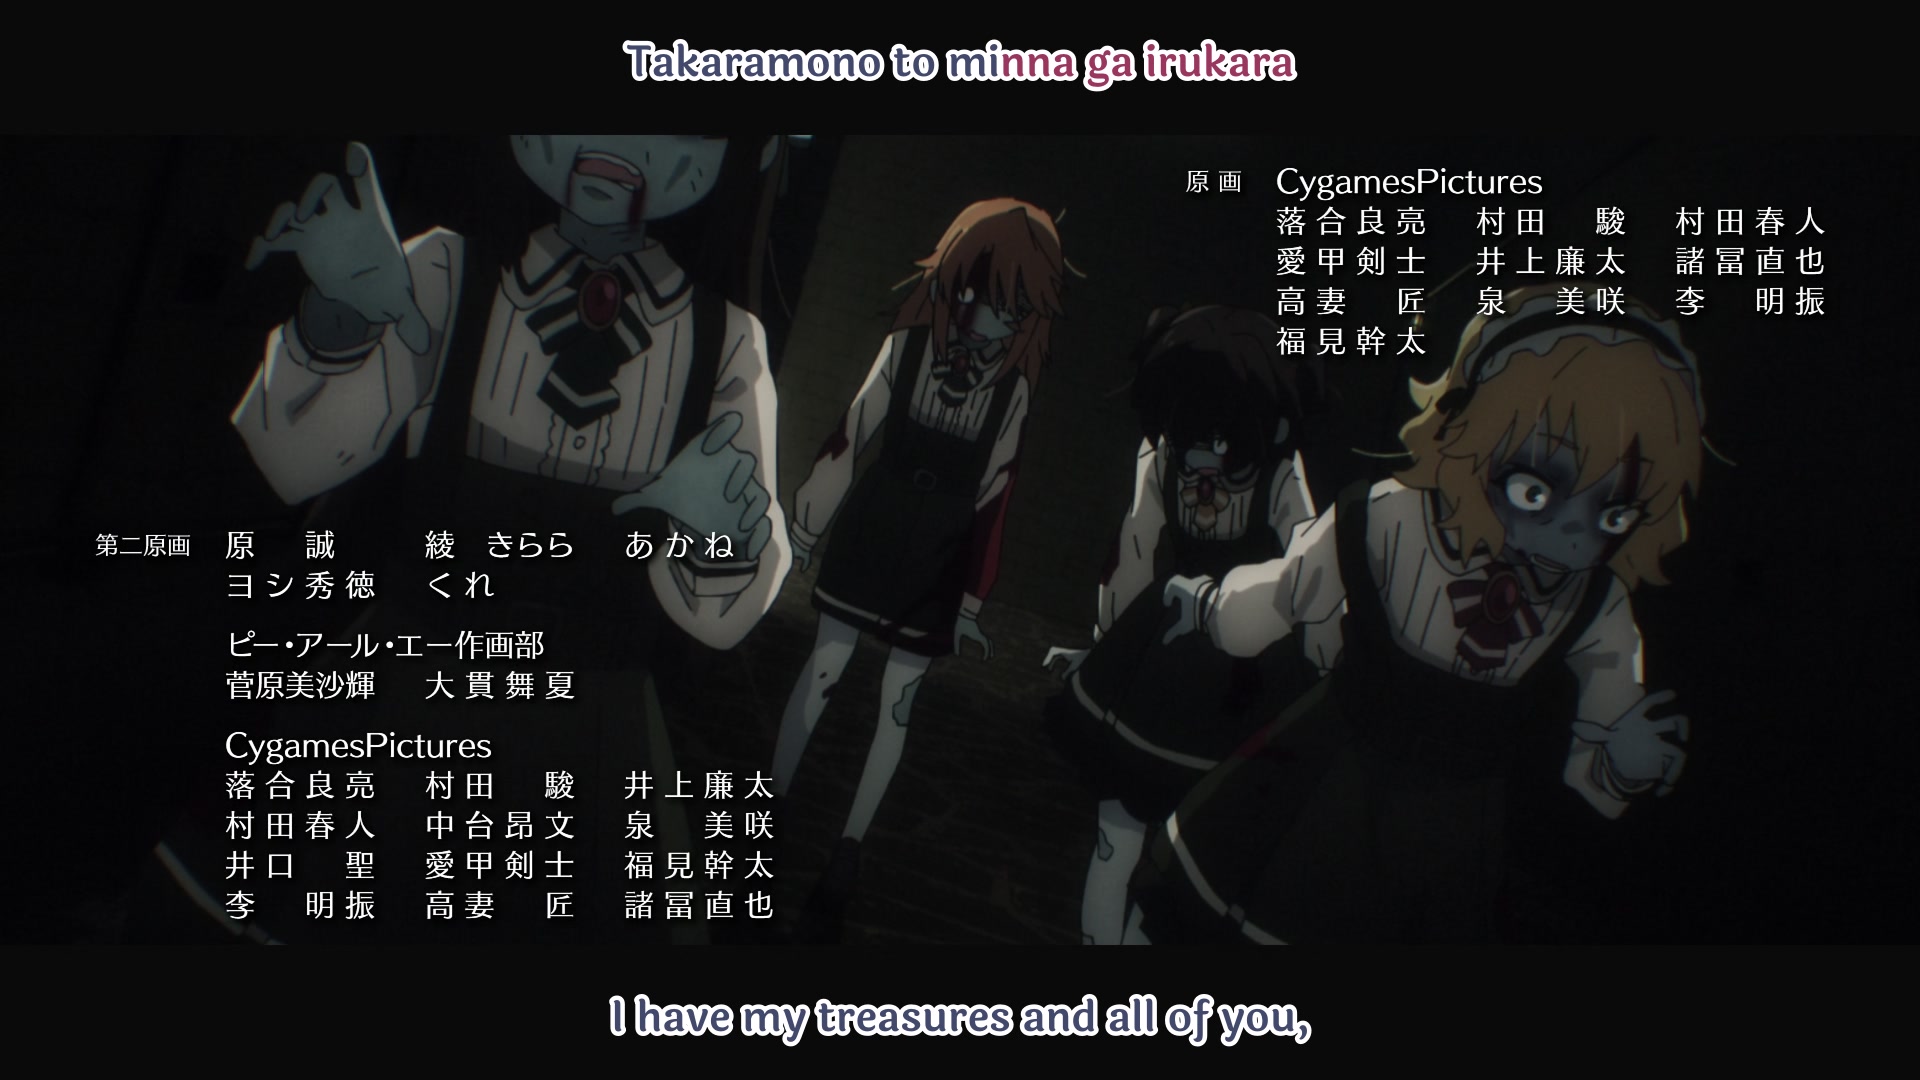 Takaramono to minna ga irukara
原画 CygamesPictures
落合良亮 村田 駿 村田春人
愛甲剣士 井上廉太 諸冨直也
高妻 匠 泉 美咲 李 明振
福見幹太
第二原画 原 誠 綾 きらら あかね
ヨシ秀徳 くれ
ピー・アール・エー作画部
菅原美沙輝 大貫舞夏
CygamesPictures
落合良亮 村田 駿 井上廉太
村田春人 中台昂文 泉 美咲
井口 聖 愛甲剣士 福見幹太
李 明振 高妻 匠 諸冨直也
I have my treasures and all of you,